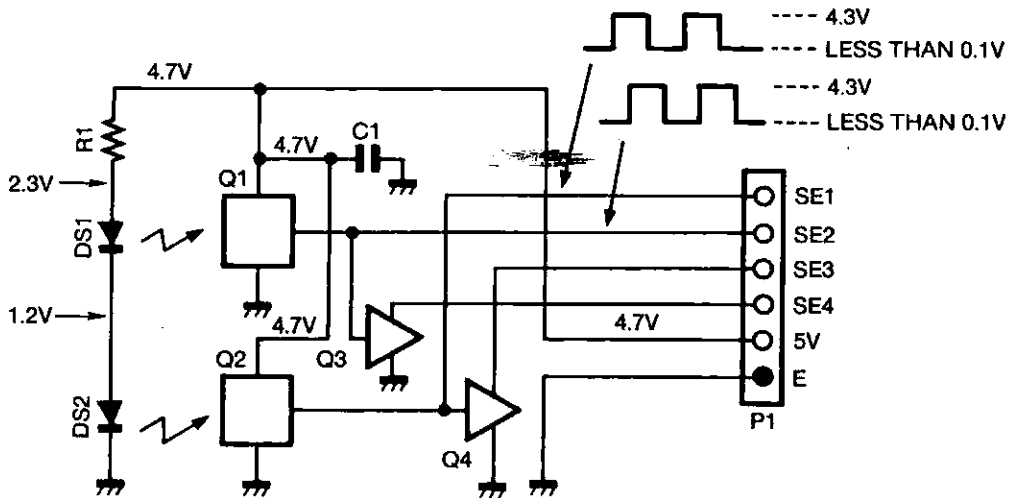 4.3V
LESS THAN 0.1V
4.7V
4.3V
LESS THAN 0.1V
R1
4.7V
C1
2.3V
Q1
SE1
DS1
SE2
SE3
1.2V
SE4
4.7V
Q3
4.7V
5V
Q2
E
DS2
P1
Q4